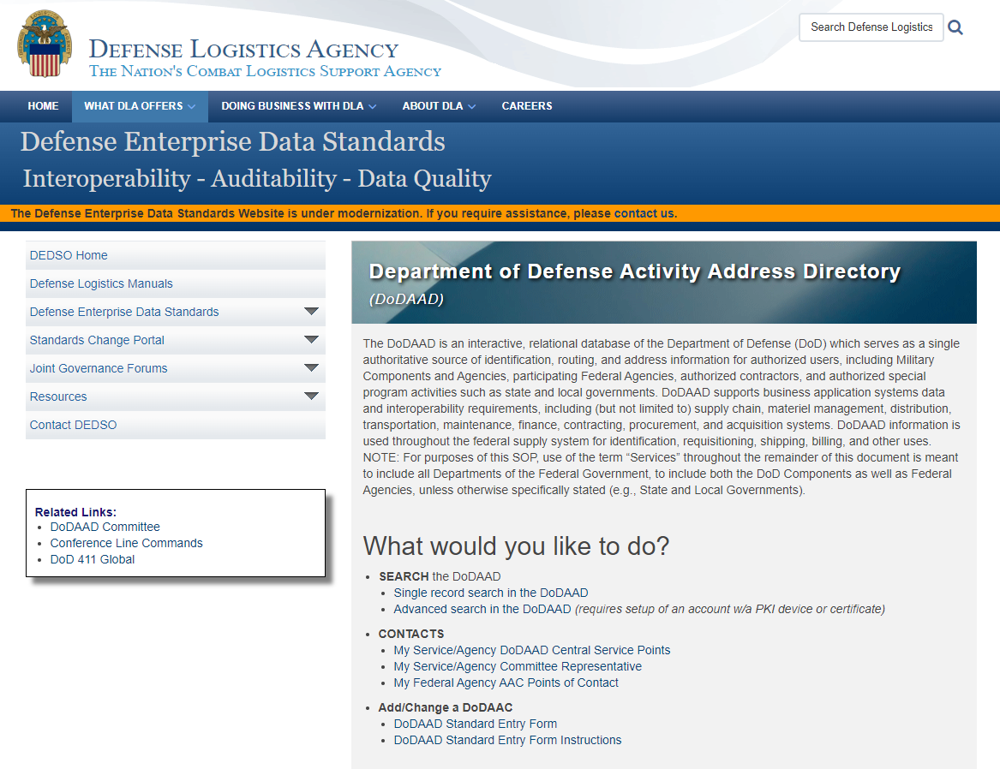 DEFENSE LOGISTICS AGENCY
THE NATION'S COMBAT LOGISTICS SUPPORT AGENCY
Search Defense Logistics
HOME WHAT DLA OFFERS DOING BUSINESS WITH DLA ABOUT DLA CAREERS
Defense Enterprise Data Standards
Interoperability - Auditability - Data Quality
The Defense Enterprise Data Standards Website is under modernization. If you require assistance, please contact us.
DEDSO Home
Defense Logistics Manuals
Defense Enterprise Data Standards
Standards Change Portal
Joint Governance Forums
Resources
Contact DEDSO
Related Links:
• DoDAAD Committee
• Conference Line Commands
• DoD 411 Global
Department of Defense Activity Address Directory
(DoDAAD)
The DoDAAD is an interactive, relational database of the Department of Defense (DoD) which serves as a single
authoritative source of identification, routing, and address information for authorized users, including Military
Components and Agencies, participating Federal Agencies, authorized contractors, and authorized special
program activities such as state and local governments. DoDAAD supports business application systems data
and interoperability requirements, including (but not limited to) supply chain, materiel management, distribution,
transportation, maintenance, finance, contracting, procurement, and acquisition systems. DoDAAD information is
used throughout the federal supply system for identification, requisitioning, shipping, billing, and other uses.
NOTE: For purposes of this SOP, use of the term “Services” throughout the remainder of this document is meant
to include all Departments of the Federal Government, to include both the DoD Components as well as Federal
Agencies, unless otherwise specifically stated (e.g., State and Local Governments).
What would you like to do?
• SEARCH the DoDAAD
• Single record search in the DoDAAD
• Advanced search in the DoDAAD (requires setup of an account w/a PKI device or certificate)
• CONTACTS
• My Service/Agency DoDAAD Central Service Points
• My Service/Agency Committee Representative
• My Federal Agency AAC Points of Contact
• Add/Change a DoDAAC
• DoDAAD Standard Entry Form
• DoDAAD Standard Entry Form Instructions